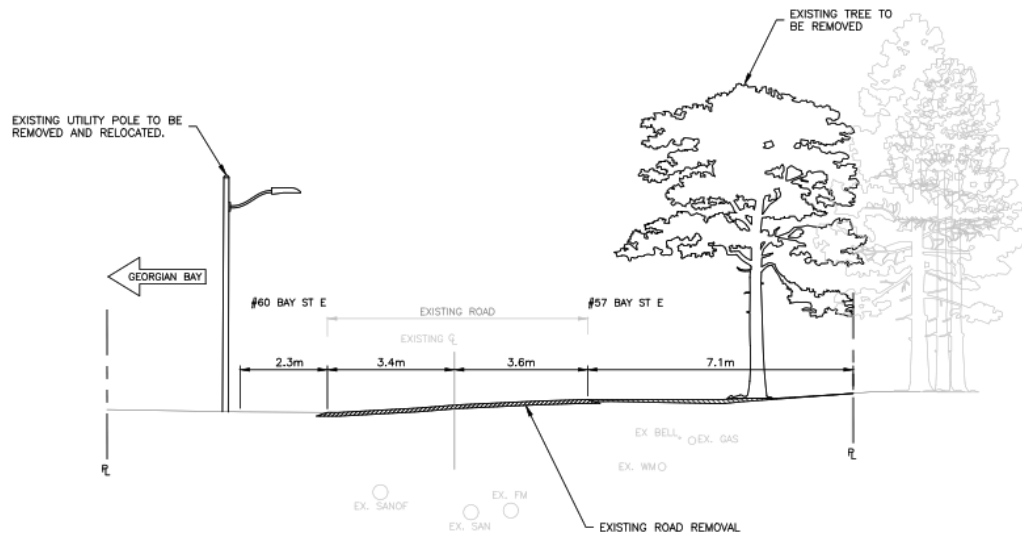 EXISTING TREE TO
BE REMOVED
EXISTING UTILITY POLE TO BE
REMOVED AND RELOCATED.
GEORGIAN BAY
#60 BAY ST E
#57 BAY ST E
EXISTING ROAD
EXISTING ℄
2.3m
3.4m
3.6m
7.1m
EX BELL
EX. GAS
EX. WM
℄
℄
EX. SANOF
EX. FM
EX. SAN
EXISTING ROAD REMOVAL